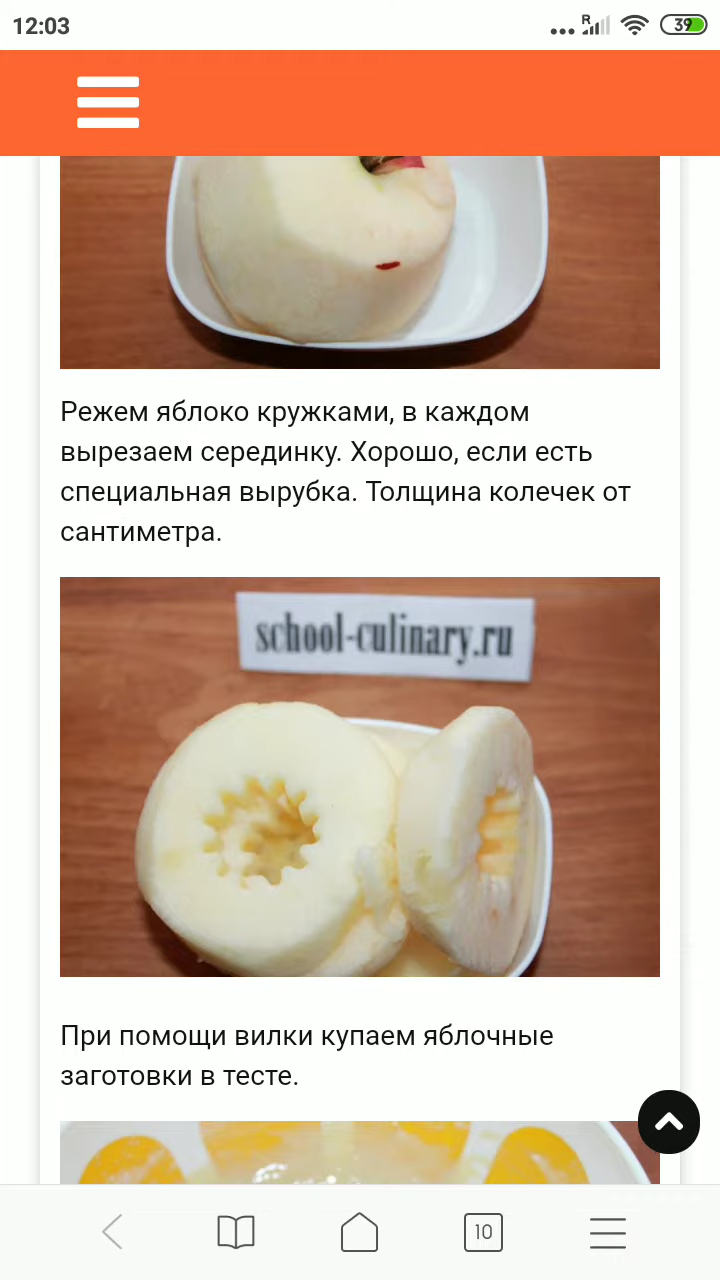 12:03
R
39
Режем яблоко кружками, в каждом
вырезаем серединку. Хорошо, если есть
специальная вырубка. Толщина колечек от
сантиметра.
school-culinary.ru
При помощи вилки купаем яблочные
заготовки в тесте.
10